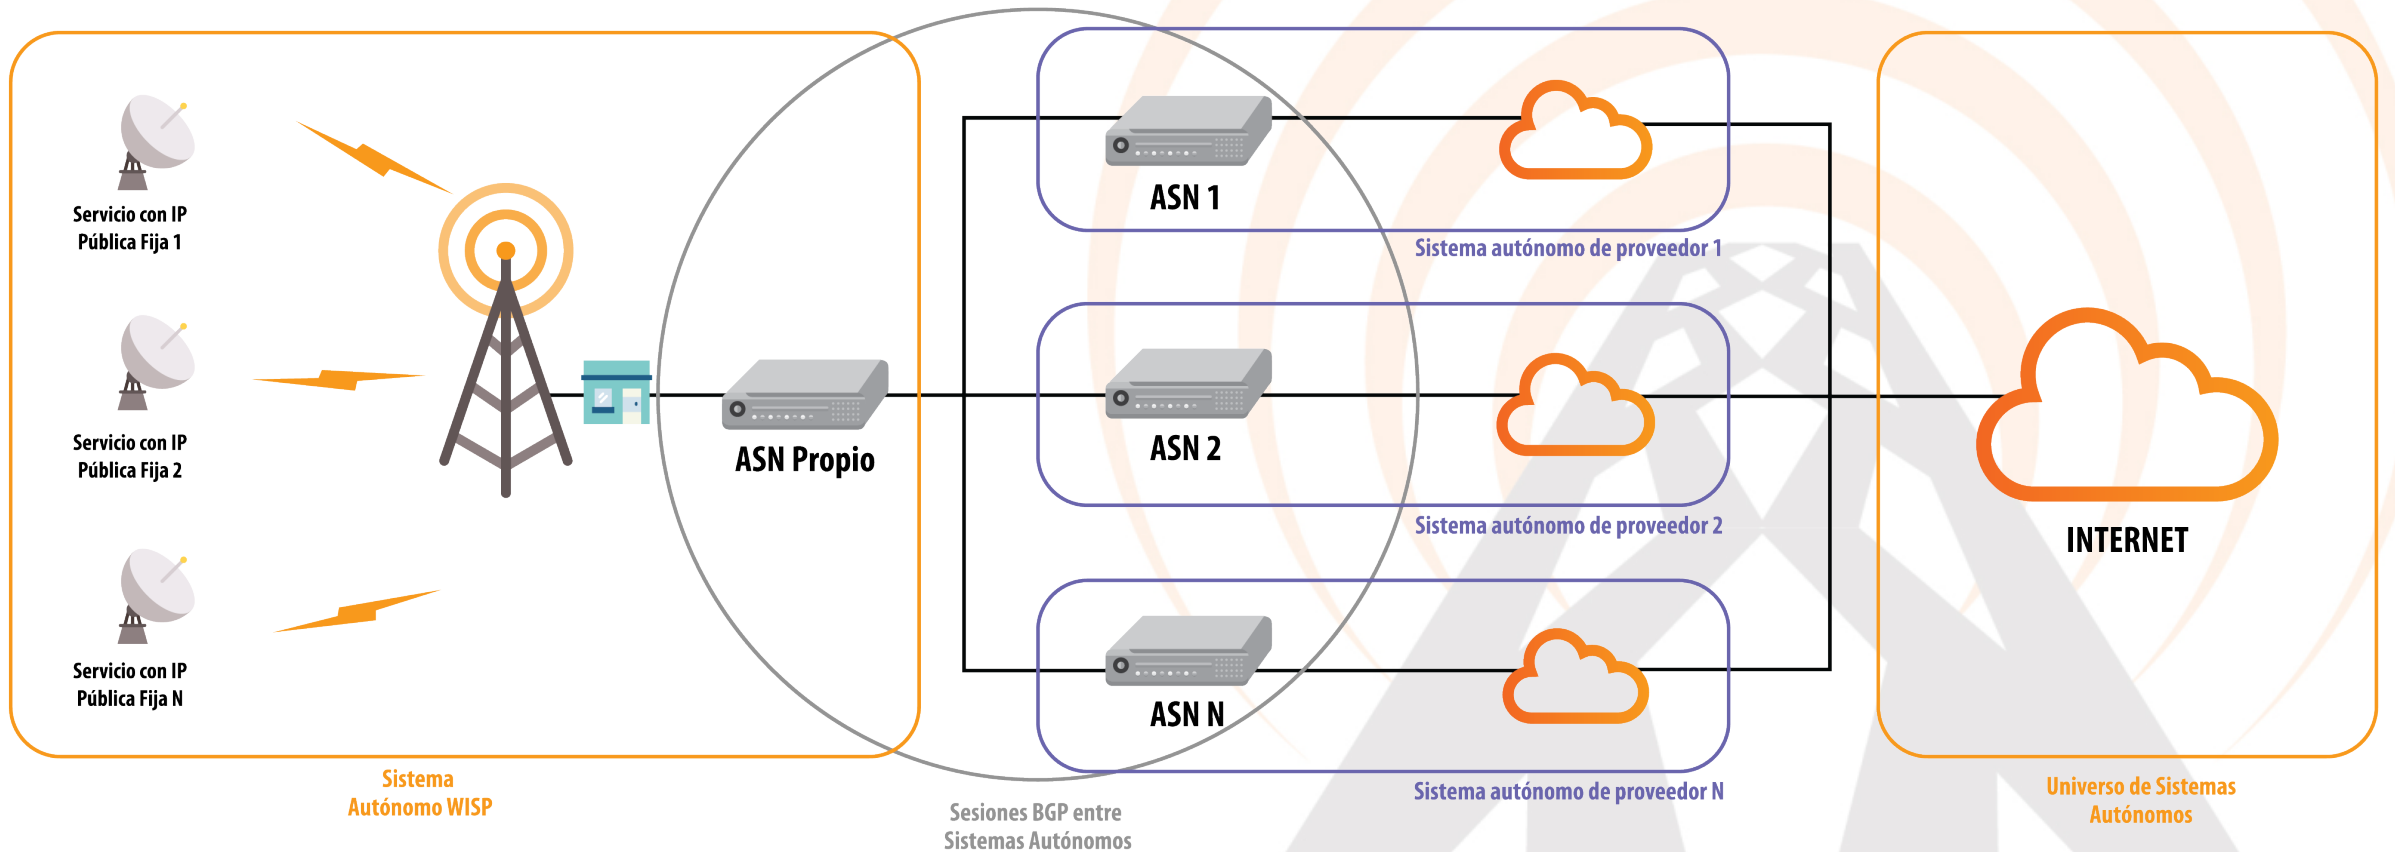 Servicio con IP
Pública Fija 1
Servicio con IP
Pública Fija 2
Servicio con IP
Pública Fija N
Sistema
Autónomo WISP
ASN Propio
Sesiones BGP entre
Sistemas Autónomos
ASN 1
Sistema autónomo de proveedor 1
ASN 2
Sistema autónomo de proveedor 2
ASN N
Sistema autónomo de proveedor N
INTERNET
Universo de Sistemas
Autónomos